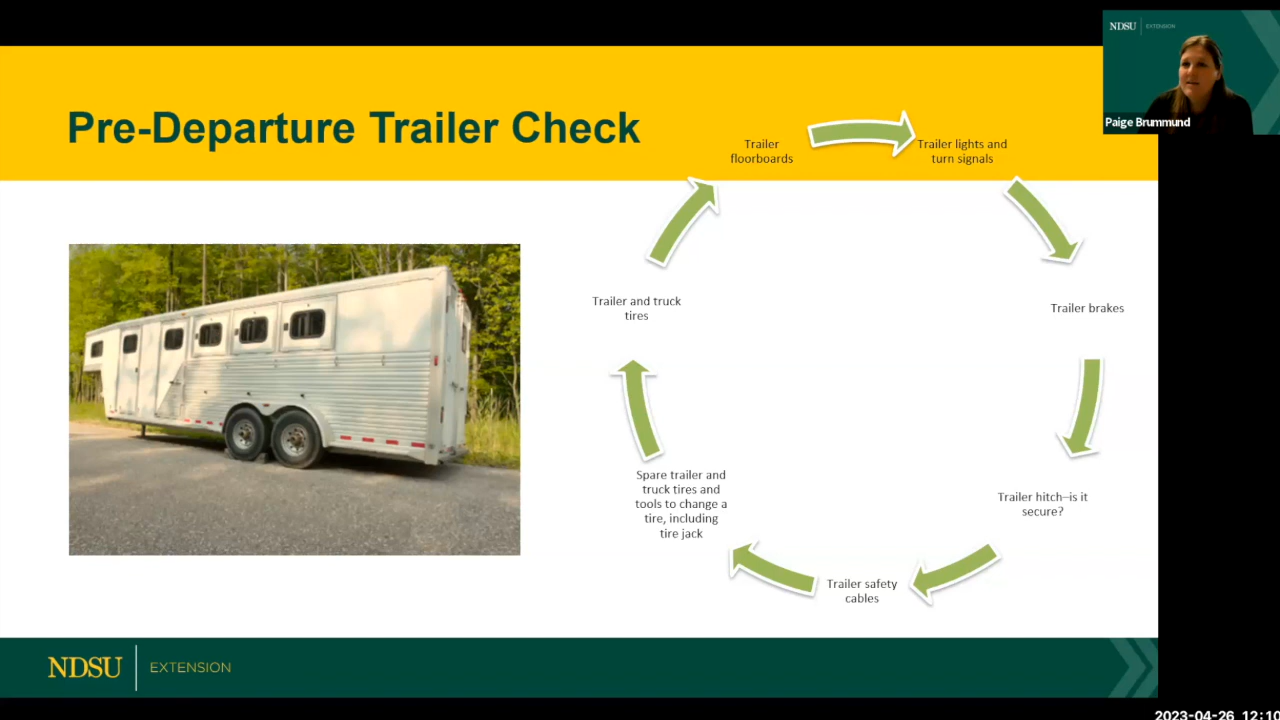 NDSU EXTENSION
Paige Brummund
Pre-Departure Trailer Check
Trailer
floorboards
Trailer lights and
turn signals
Trailer brakes
Trailer hitch–is it
secure?
Trailer safety
cables
Spare trailer and
truck tires and
tools to change a
tire, including
tire jack
Trailer and truck
tires
NDSU EXTENSION
2023-04-26 12:10